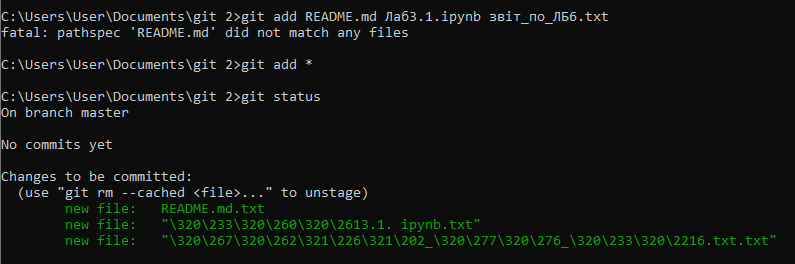 C:\Users\User\Documents\git 2>git add README.md Лаб3.1.ipynb звіт_по_ЛБ6.txt
fatal: pathspec 'README.md' did not match any files
C:\Users\User\Documents\git 2>git add *
C:\Users\User\Documents\git 2>git status
On branch master
No commits yet
Changes to be committed:
(use "git rm --cached <file>..." to unstage)
new file: README.md.txt
new file: "\320\233\320\260\320\2613.1. ipynb.txt"
new file: "\320\267\320\262\321\226\321\202_\320\277\320\276_\320\233\320\2216.txt.txt"